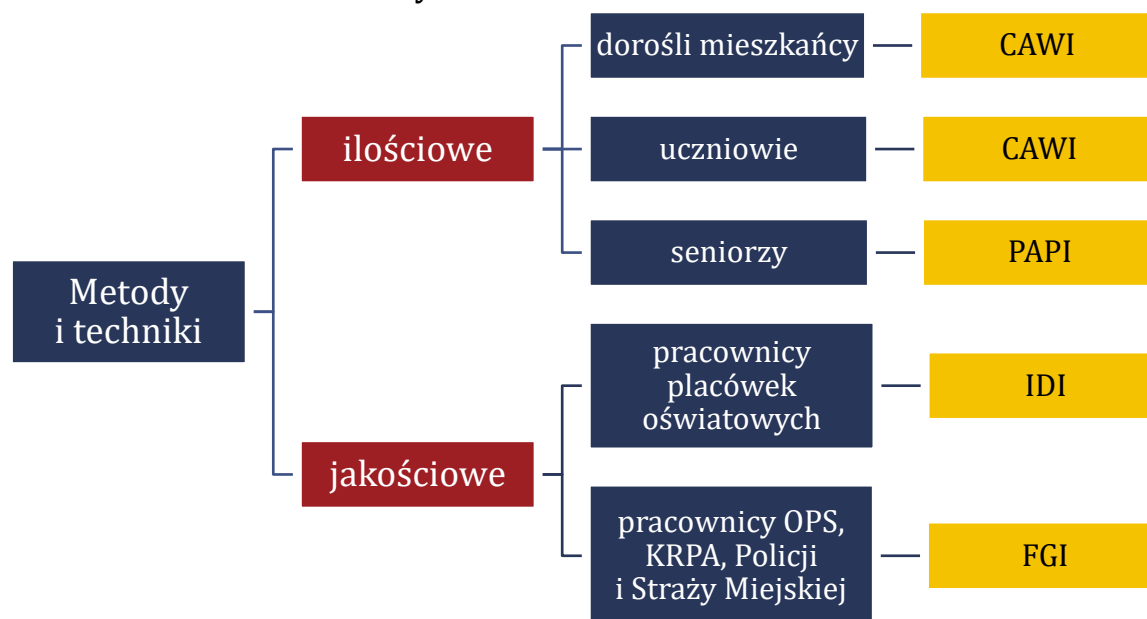 Metody
i techniki
ilościowe
dorośli mieszkańcy
CAWI
uczniowie
CAWI
seniorzy
PAPI
jakościowe
pracownicy
placówek
oświatowych
IDI
pracownicy OPS,
KRPA, Policji
i Straży Miejskiej
FGI